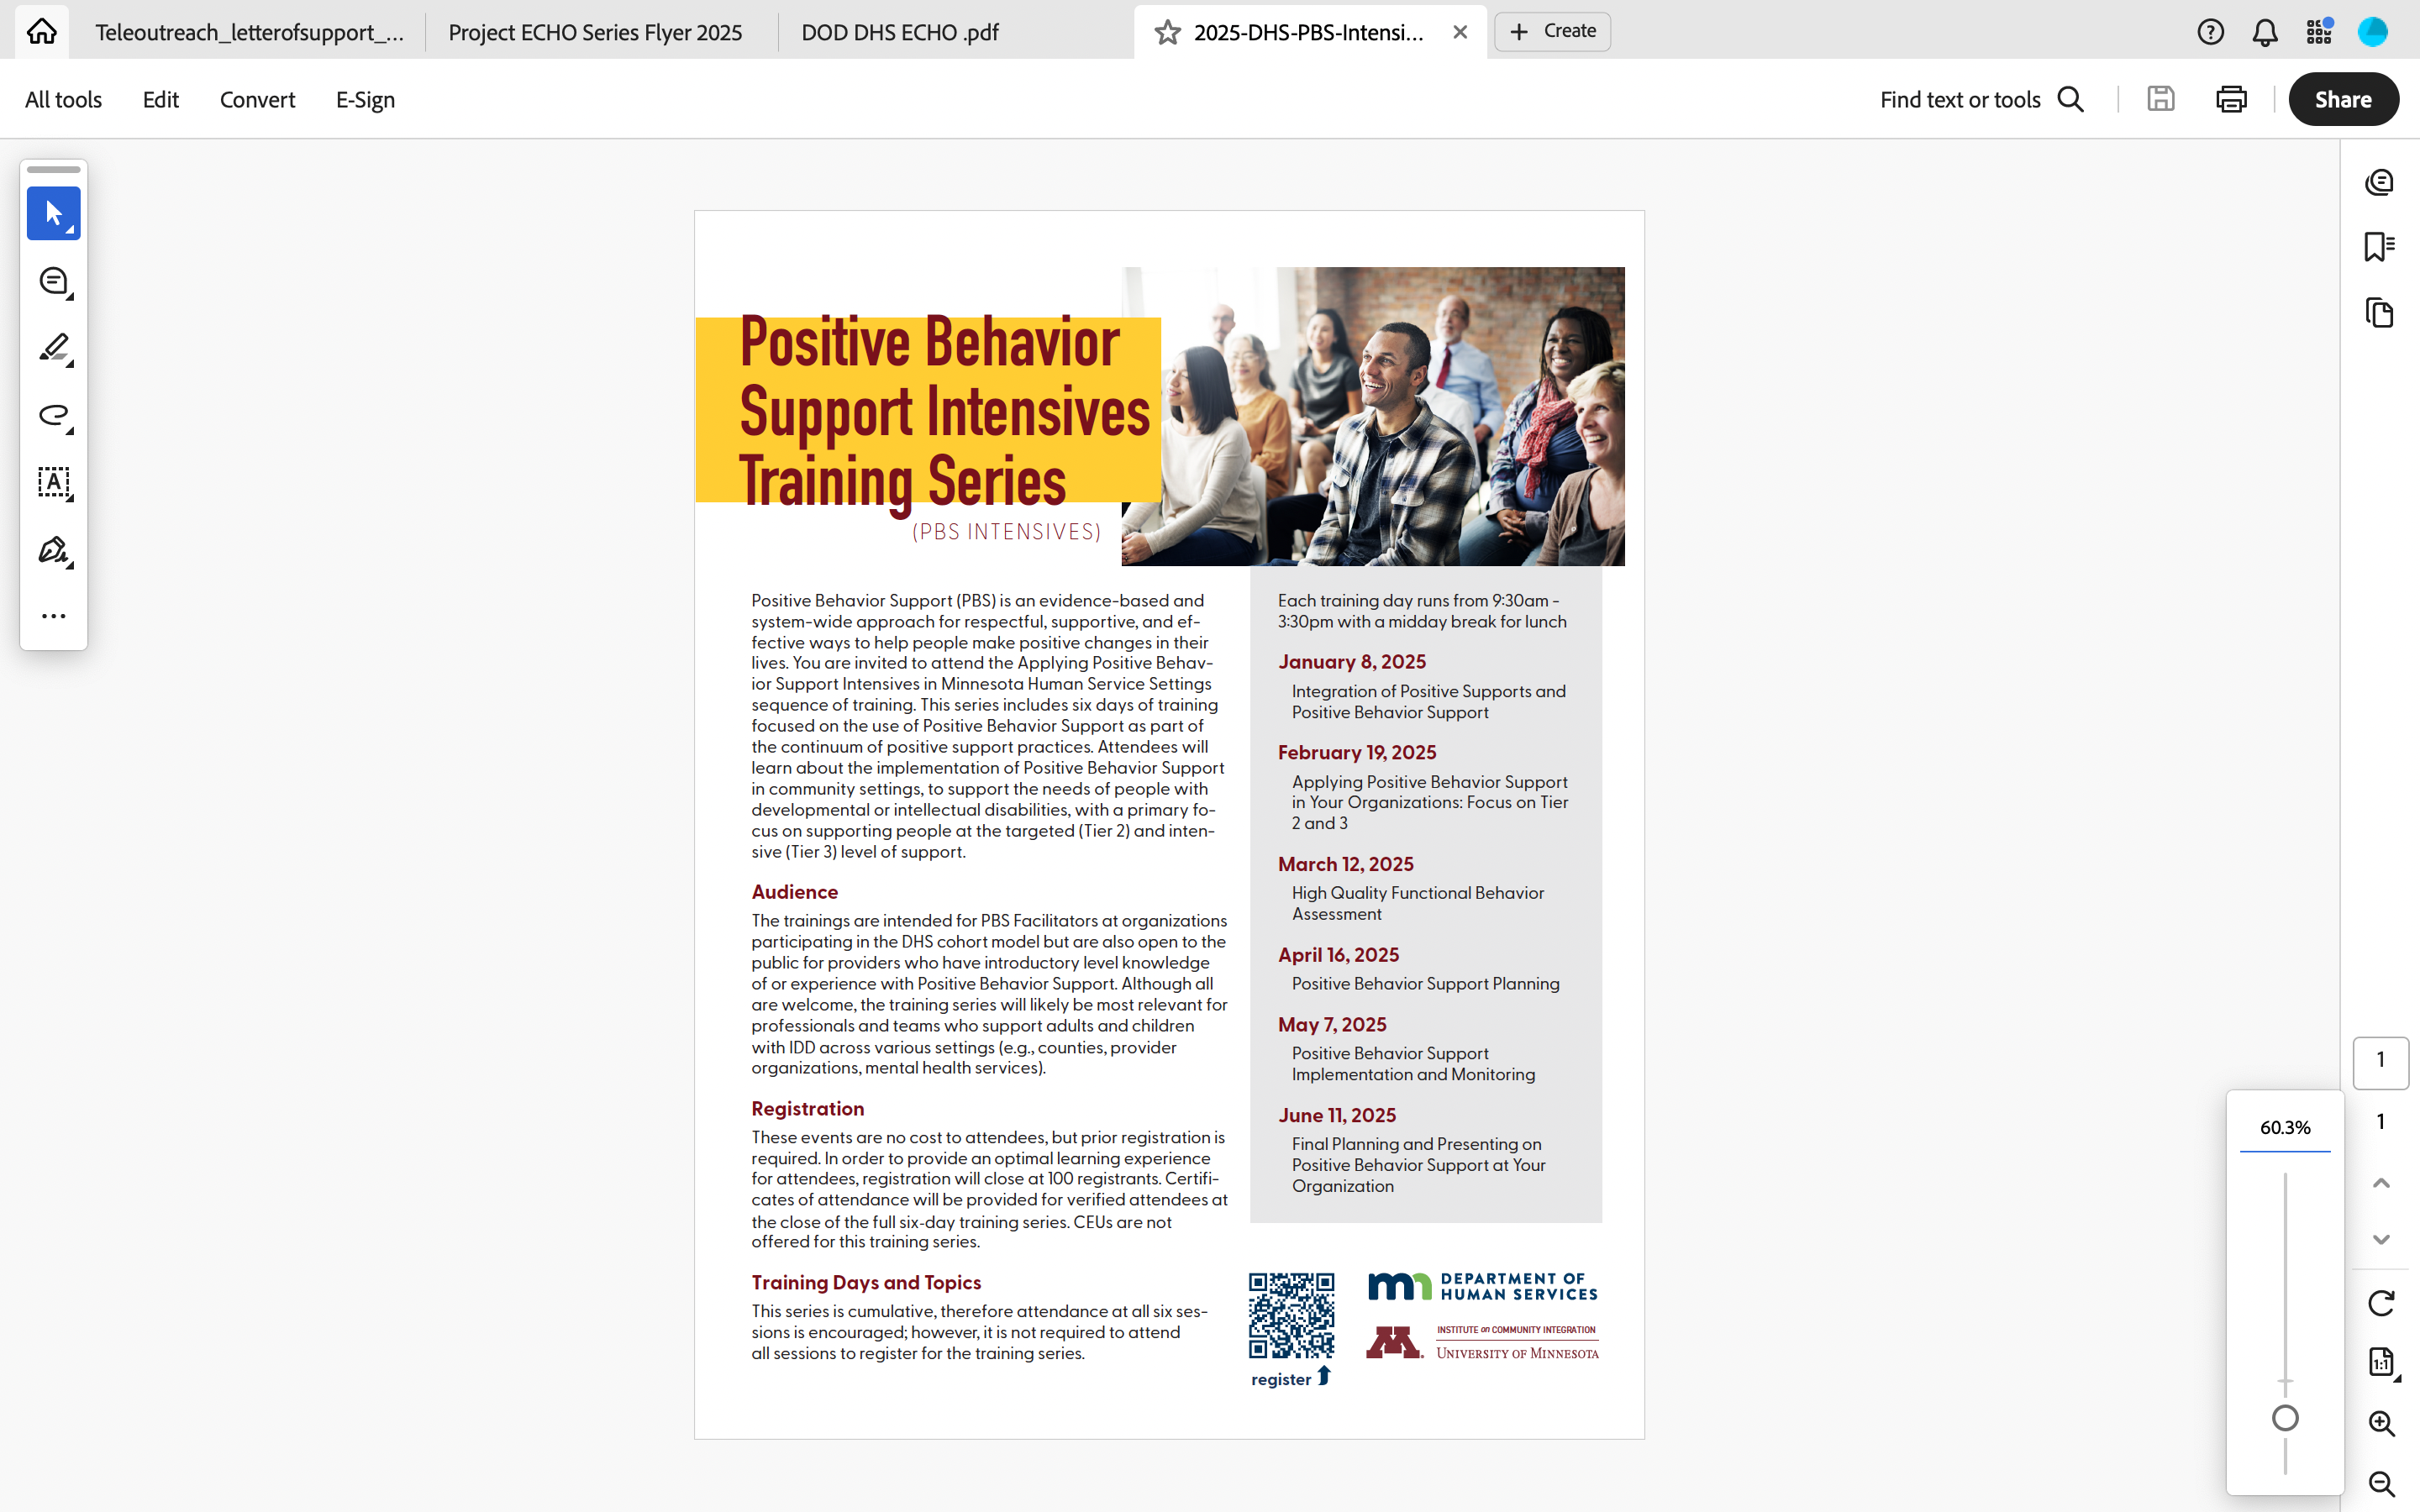 Teleoutreach_letterofsupport_...
Project ECHO Series Flyer 2025
DOD DHS ECHO .pdf
2025-DHS-PBS-Intensi...
Create
All tools
Edit
Convert
E-Sign
Find text or tools
Share
Positive Behavior
Support Intensives
Training Series
(PBS INTENSIVES)
Positive Behavior Support (PBS) is an evidence-based and
system-wide approach for respectful, supportive, and ef-
fective ways to help people make positive changes in their
lives. You are invited to attend the Applying Positive Behav-
ior Support Intensives in Minnesota Human Service Settings
sequence of training. This series includes six days of training
focused on the use of Positive Behavior Support as part of
the continuum of positive support practices. Attendees will
learn about the implementation of Positive Behavior Support
in community settings, to support the needs of people with
developmental or intellectual disabilities, with a primary fo-
cus on supporting people at the targeted (Tier 2) and inten-
sive (Tier 3) level of support.
Audience
The trainings are intended for PBS Facilitators at organizations
participating in the DHS cohort model but are also open to the
public for providers who have introductory level knowledge
of or experience with Positive Behavior Support. Although all
are welcome, the training series will likely be most relevant for
professionals and teams who support adults and children
with IDD across various settings (e.g., counties, provider
organizations, mental health services).
Registration
These events are no cost to attendees, but prior registration is
required. In order to provide an optimal learning experience
for attendees, registration will close at 100 registrants. Certifi-
cates of attendance will be provided for verified attendees at
the close of the full six-day training series. CEUs are not
offered for this training series.
Training Days and Topics
This series is cumulative, therefore attendance at all six ses-
sions is encouraged; however, it is not required to attend
all sessions to register for the training series.
Each training day runs from 9:30am -
3:30pm with a midday break for lunch
January 8, 2025
Integration of Positive Supports and
Positive Behavior Support
February 19, 2025
Applying Positive Behavior Support
in Your Organizations: Focus on Tier
2 and 3
March 12, 2025
High Quality Functional Behavior
Assessment
April 16, 2025
Positive Behavior Support Planning
May 7, 2025
Positive Behavior Support
Implementation and Monitoring
June 11, 2025
Final Planning and Presenting on
Positive Behavior Support at Your
Organization
register
mn DEPARTMENT OF
HUMAN SERVICES
M
INSTITUTE on COMMUNITY INTEGRATION
UNIVERSITY OF MINNESOTA
1
1
60.3%
1:1